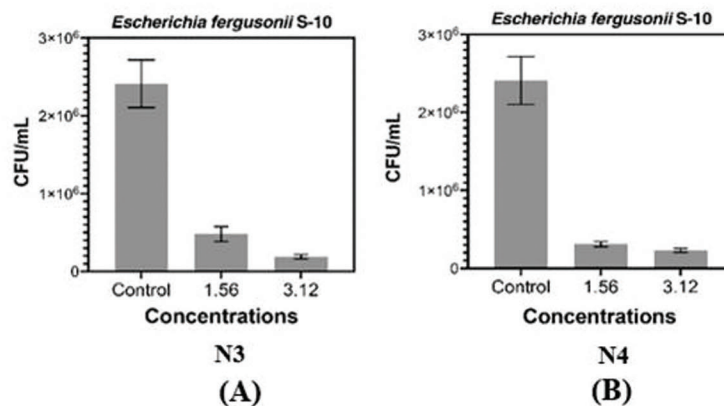 Escherichia fergusonii S-10
3×10⁶
2×10⁶
1×10⁶
0
CFU/mL
Control 1.56 3.12
Concentrations
N3
(A)
Escherichia fergusonii S-10
3×10⁶
2×10⁶
1×10⁶
0
CFU/mL
Control 1.56 3.12
Concentrations
N4
(B)